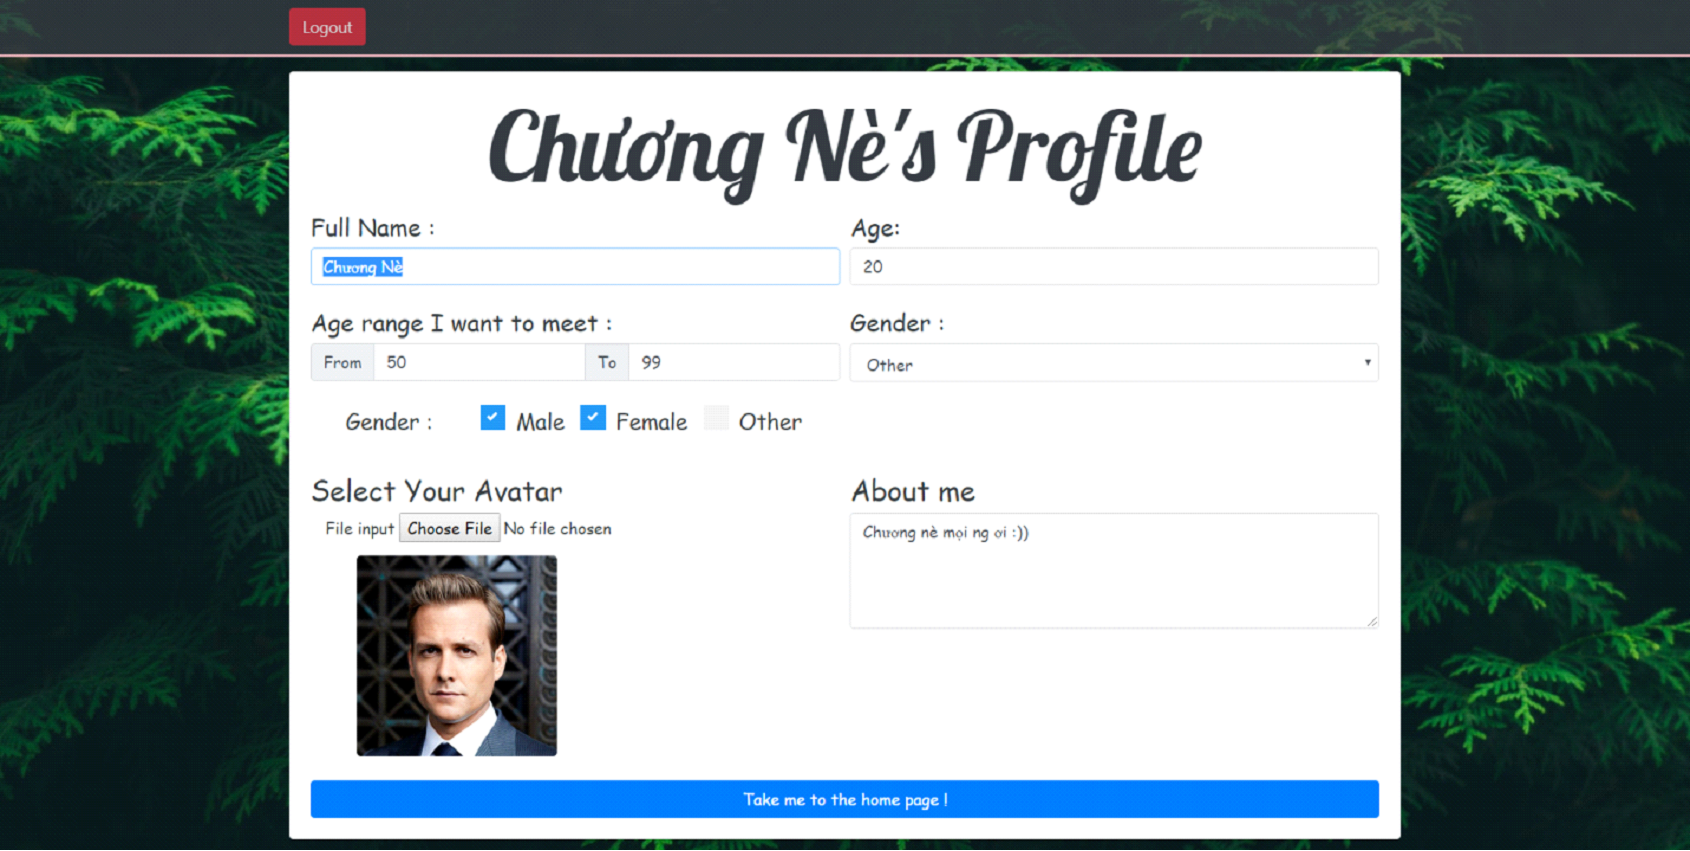 Logout
Chương Nè's Profile
Full Name :
Age:
Chương Nè
20
Age range I want to meet :
Gender :
From 50 To 99
Other
Gender : Male Female Other
Select Your Avatar
About me
File input Choose File No file chosen
Chương nè mọi ng ơi :))
Take me to the home page !